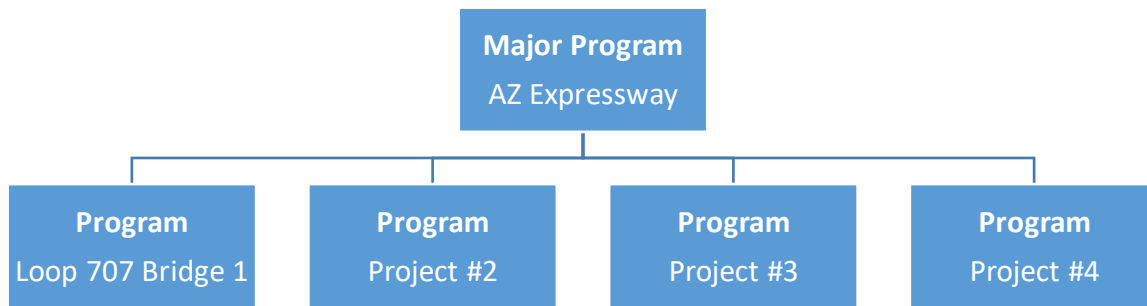 Major Program
AZ Expressway
Program
Loop 707 Bridge 1
Program
Project #2
Program
Project #3
Program
Project #4